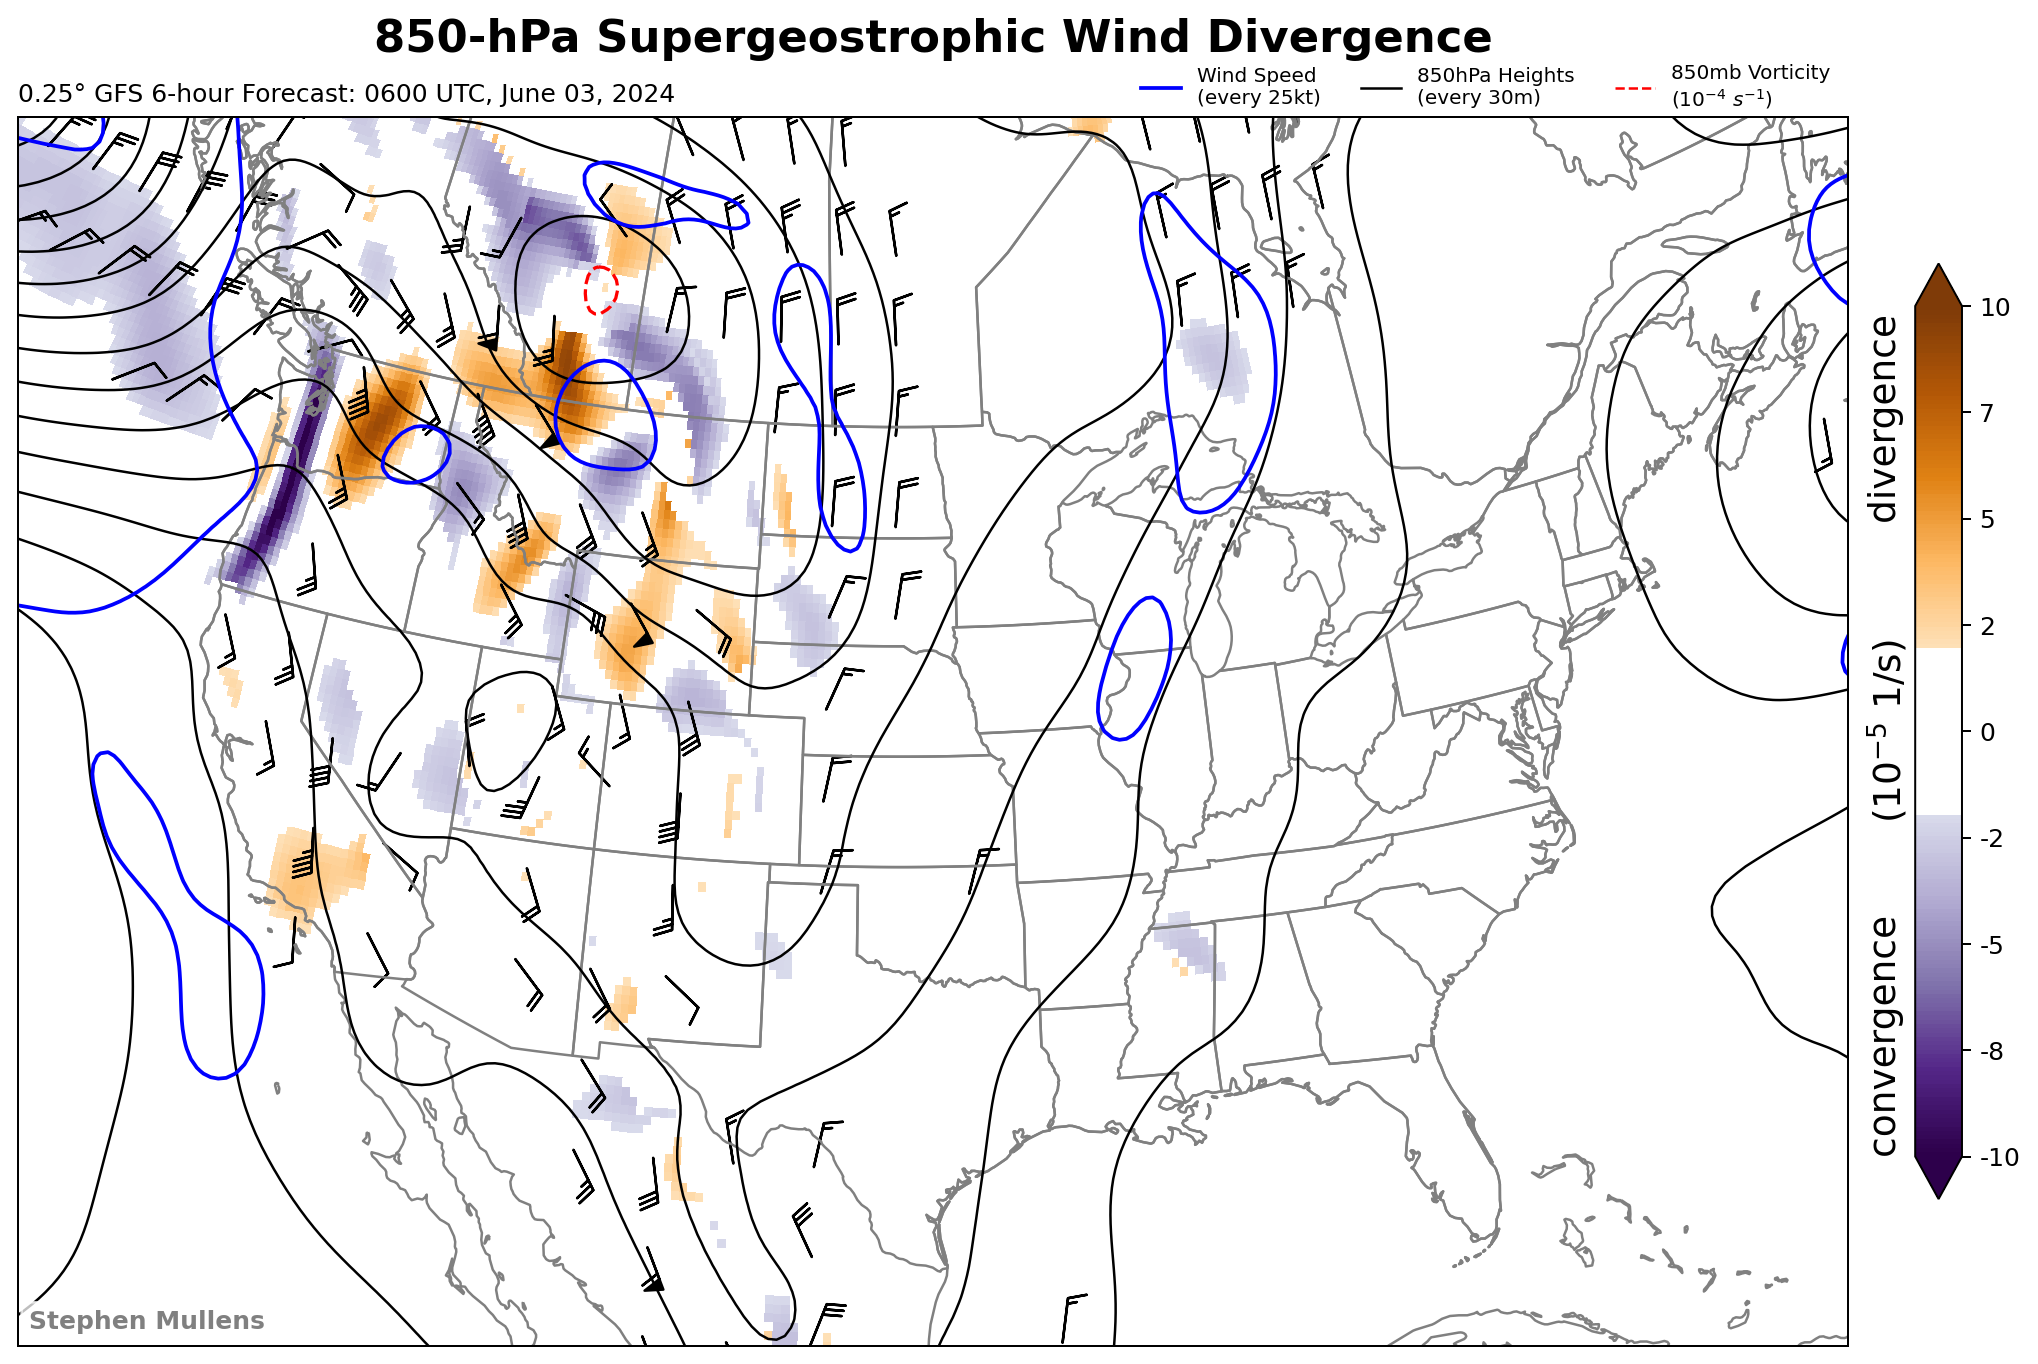 850-hPa Supergeostrophic Wind Divergence
0.25° GFS 6-hour Forecast: 0600 UTC, June 03, 2024
Wind Speed
(every 25kt)
850hPa Heights
(every 30m)
850mb Vorticity
(10⁻⁴ s⁻¹)
10
7
5
2
0
-2
-5
-8
-10
convergence (10⁻⁵ 1/s) divergence
Stephen Mullens